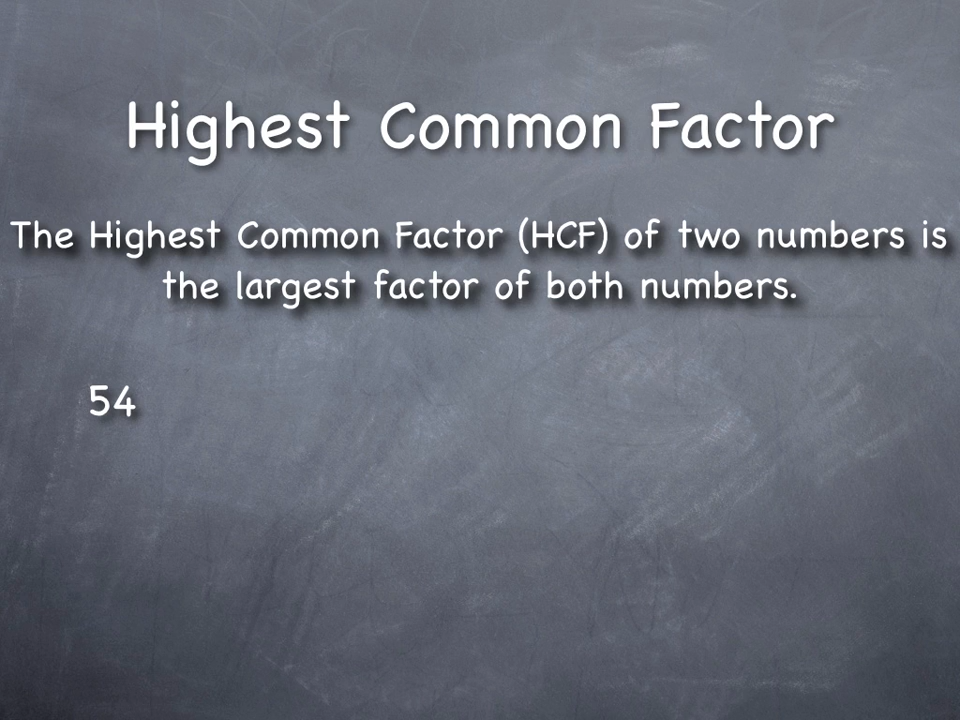 Highest Common Factor
The Highest Common Factor (HCF) of two numbers is
the largest factor of both numbers.
54